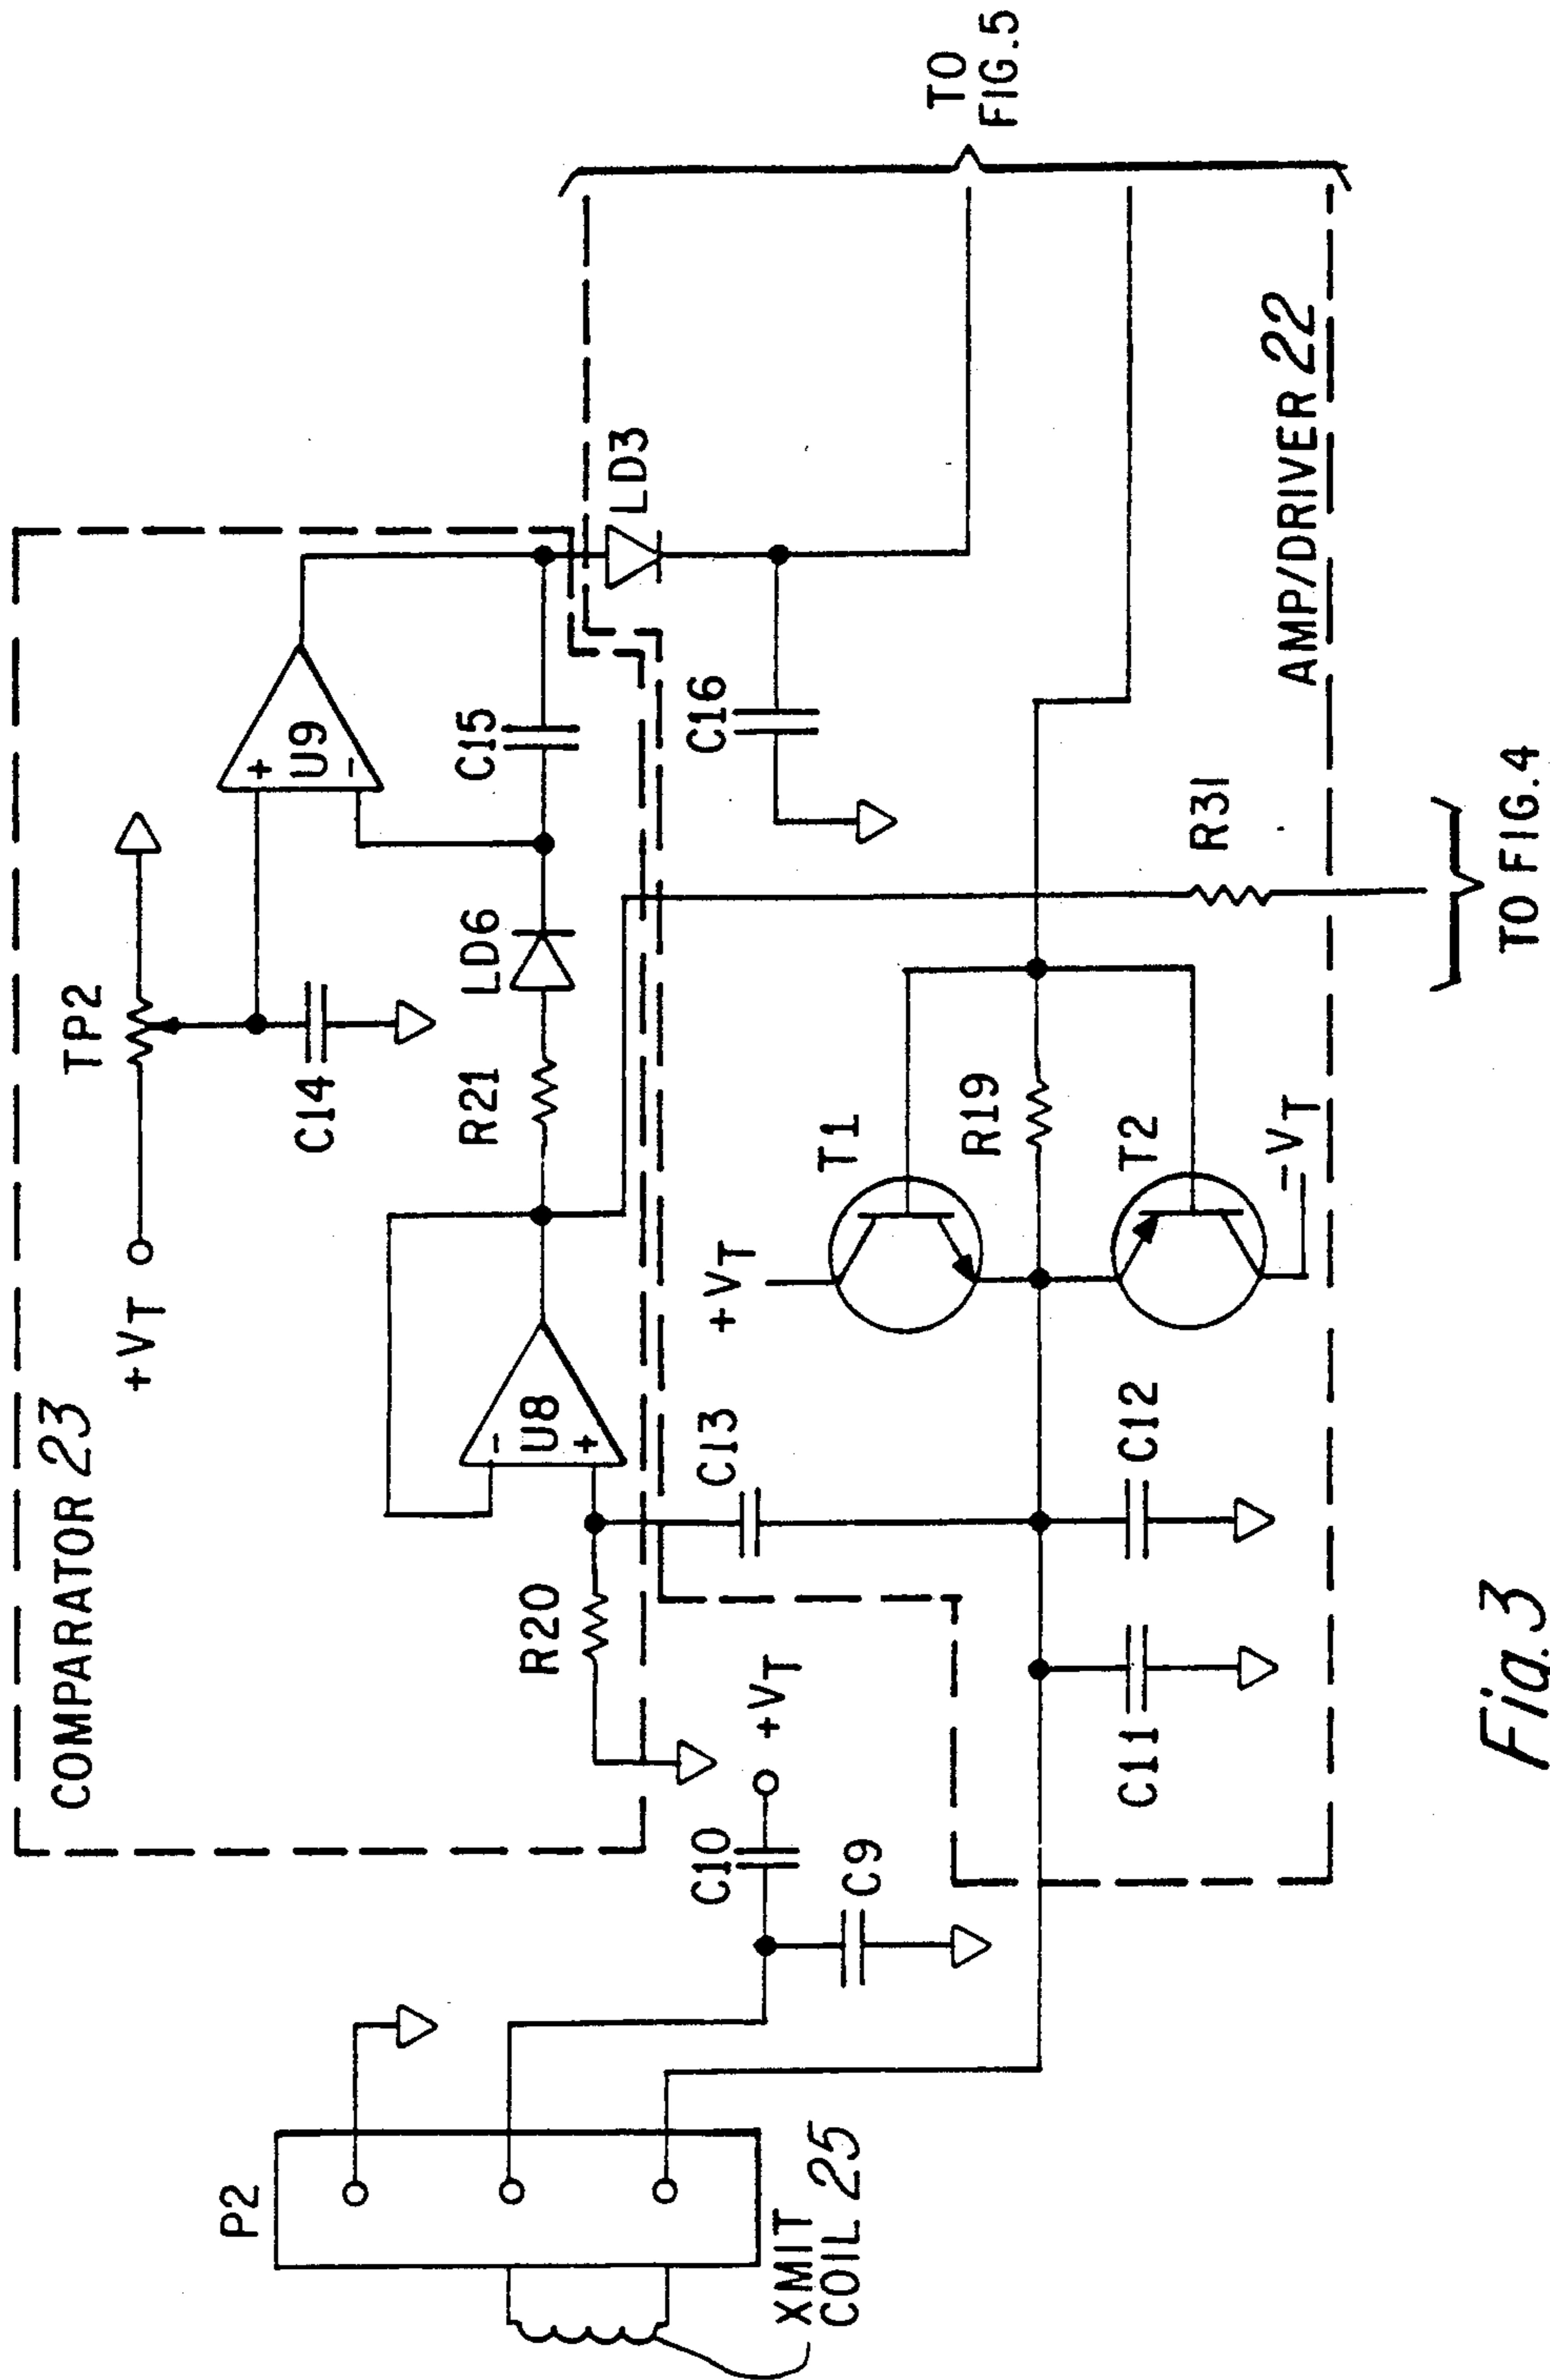 COMPARATOR 23
+VT
TP2
C14
U9
+
-
U8
-
+
R21
LD6
C15
R20
LD3
TO
FIG.5
P2
C10
+VT
C13
C16
C9
+VT
T1
R19
T2
-VT
R31
XMIT
COIL 25
C11
C12
AMP/DRIVER 22
TO FIG.4
Fig.3